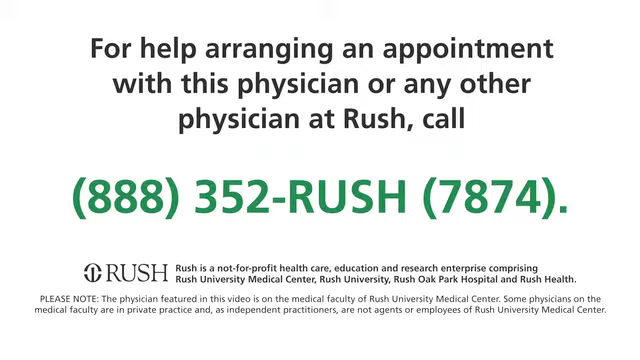 For help arranging an appointment
with this physician or any other
physician at Rush, call
(888) 352-RUSH (7874).
RUSH
Rush is a not-for-profit health care, education and research enterprise comprising
Rush University Medical Center, Rush University, Rush Oak Park Hospital and Rush Health.
PLEASE NOTE: The physician featured in this video is on the medical faculty of Rush University Medical Center. Some physicians on the
medical faculty are in private practice and, as independent practitioners, are not agents or employees of Rush University Medical Center.